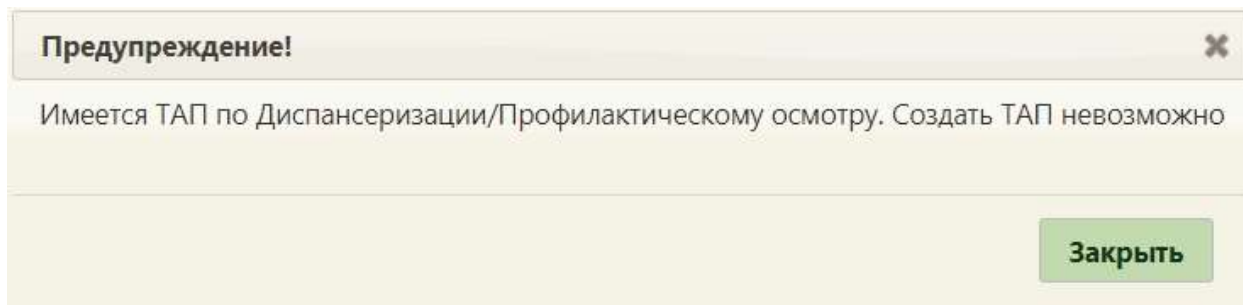 Предупреждение!
Имеется ТАП по Диспансеризации/Профилактическому осмотру. Создать ТАП невозможно
Закрыть